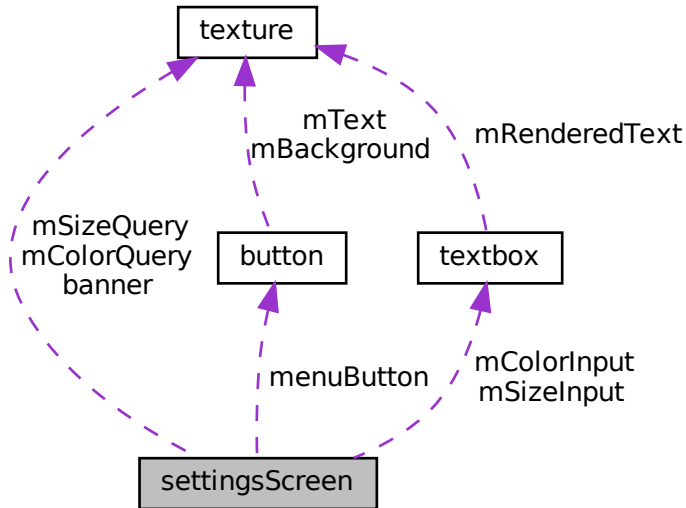 texture
mText
mBackground
mRenderedText
mSizeQuery
mColorQuery
banner
button
textbox
menuButton
mColorInput
mSizeInput
settingsScreen